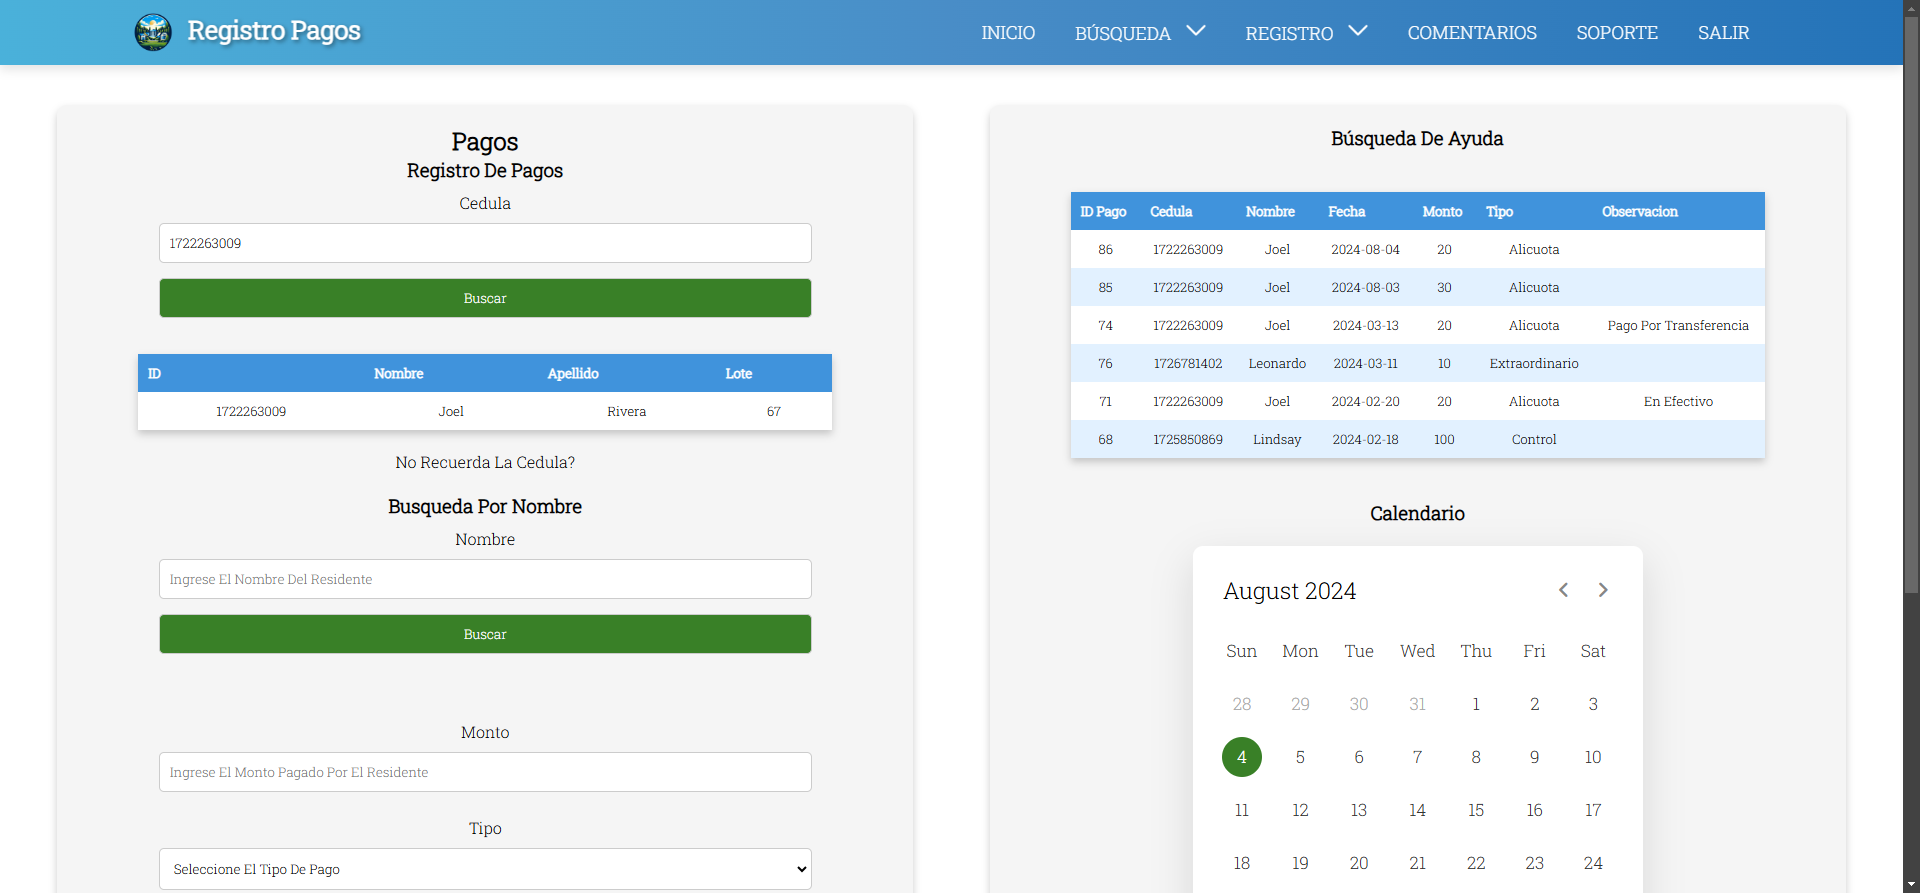 Registro Pagos
INICIO BÚSQUEDA REGISTRO COMENTARIOS SOPORTE SALIR
Pagos
Registro De Pagos
Cedula
1722263009
Buscar
ID Nombre Apellido Lote
1722263009 Joel Rivera 67
No Recuerda La Cedula?
Busqueda Por Nombre
Nombre
Ingrese El Nombre Del Residente
Buscar
Monto
Ingrese El Monto Pagado Por El Residente
Tipo
Seleccione El Tipo De Pago
Búsqueda De Ayuda
ID Pago Cedula Nombre Fecha Monto Tipo Observacion
86 1722263009 Joel 2024-08-04 20 Alicuota
85 1722263009 Joel 2024-08-03 30 Alicuota
74 1722263009 Joel 2024-03-13 20 Alicuota Pago Por Transferencia
76 1726781402 Leonardo 2024-03-11 10 Extraordinario
71 1722263009 Joel 2024-02-20 20 Alicuota En Efectivo
68 1725850869 Lindsay 2024-02-18 100 Control
Calendario
August 2024
Sun Mon Tue Wed Thu Fri Sat
28 29 30 31 1 2 3
4 5 6 7 8 9 10
11 12 13 14 15 16 17
18 19 20 21 22 23 24